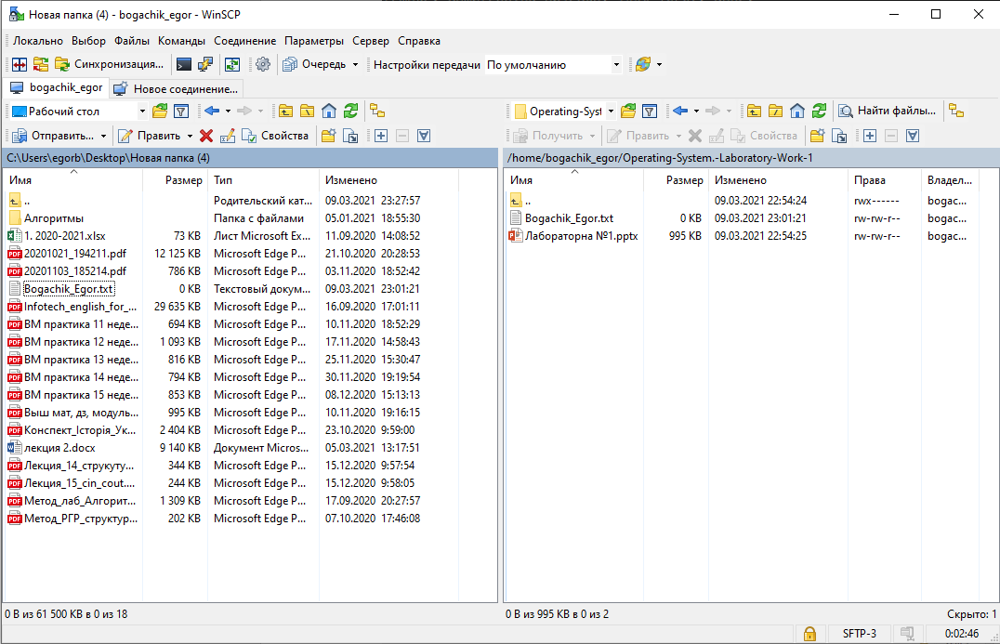 Новая папка (4) - bogachik_egor - WinSCP
Локально Выбор Файлы Команды Соединение Параметры Сервер Справка
Синхронизация... Очередь Настройки передачи По умолчанию
bogachik_egor Новое соединение...
Рабочий стол Operating-Syst Найти файлы...
Отправить... Править Свойства Получить Править Свойства
C:\Users\egorb\Desktop\Новая папка (4)
Имя Размер Тип Изменено
.. Родительский кат... 09.03.2021 23:27:57
Алгоритмы Папка с файлами 05.01.2021 18:55:30
1. 2020-2021.xlsx 73 KB Лист Microsoft Ex... 11.09.2020 14:08:52
20201021_194211.pdf 12 125 KB Microsoft Edge P... 21.10.2020 20:28:53
20201103_185214.pdf 786 KB Microsoft Edge P... 03.11.2020 18:52:42
Bogachik_Egor.txt 0 KB Текстовый докум... 09.03.2021 23:01:21
Infotech_english_for_... 29 635 KB Microsoft Edge P... 16.09.2020 17:01:11
ВМ практика 11 неде... 694 KB Microsoft Edge P... 10.11.2020 18:52:29
ВМ практика 12 неде... 1 093 KB Microsoft Edge P... 17.11.2020 14:58:43
ВМ практика 13 неде... 816 KB Microsoft Edge P... 25.11.2020 15:30:47
ВМ практика 14 неде... 794 KB Microsoft Edge P... 30.11.2020 19:19:54
ВМ практика 15 неде... 853 KB Microsoft Edge P... 08.12.2020 15:13:13
Выш мат, дз, модуль... 995 KB Microsoft Edge P... 10.11.2020 19:16:15
Конспект_Історія_Ук... 2 404 KB Microsoft Edge P... 23.10.2020 9:59:00
лекция 2.docx 9 140 KB Документ Micros... 05.03.2021 13:17:51
Лекция_14_струкуту... 344 KB Microsoft Edge P... 15.12.2020 9:57:54
Лекция_15_cin_cout.... 244 KB Microsoft Edge P... 15.12.2020 9:58:05
Метод_лаб_Алгорит... 1 309 KB Microsoft Edge P... 17.09.2020 20:27:57
Метод_РГР_структур... 202 KB Microsoft Edge P... 07.10.2020 17:46:08
0 B из 61 500 KB в 0 из 18
/home/bogachik_egor/Operating-System.-Laboratory-Work-1
Имя Размер Изменено Права Владел...
.. 09.03.2021 22:54:24 rwx------ bogac...
Bogachik_Egor.txt 0 KB 09.03.2021 23:01:21 rw-rw-r-- bogac...
Лабораторна №1.pptx 995 KB 09.03.2021 22:54:25 rw-rw-r-- bogac...
0 B из 995 KB в 0 из 2 Скрыто: 1
SFTP-3 0:02:46